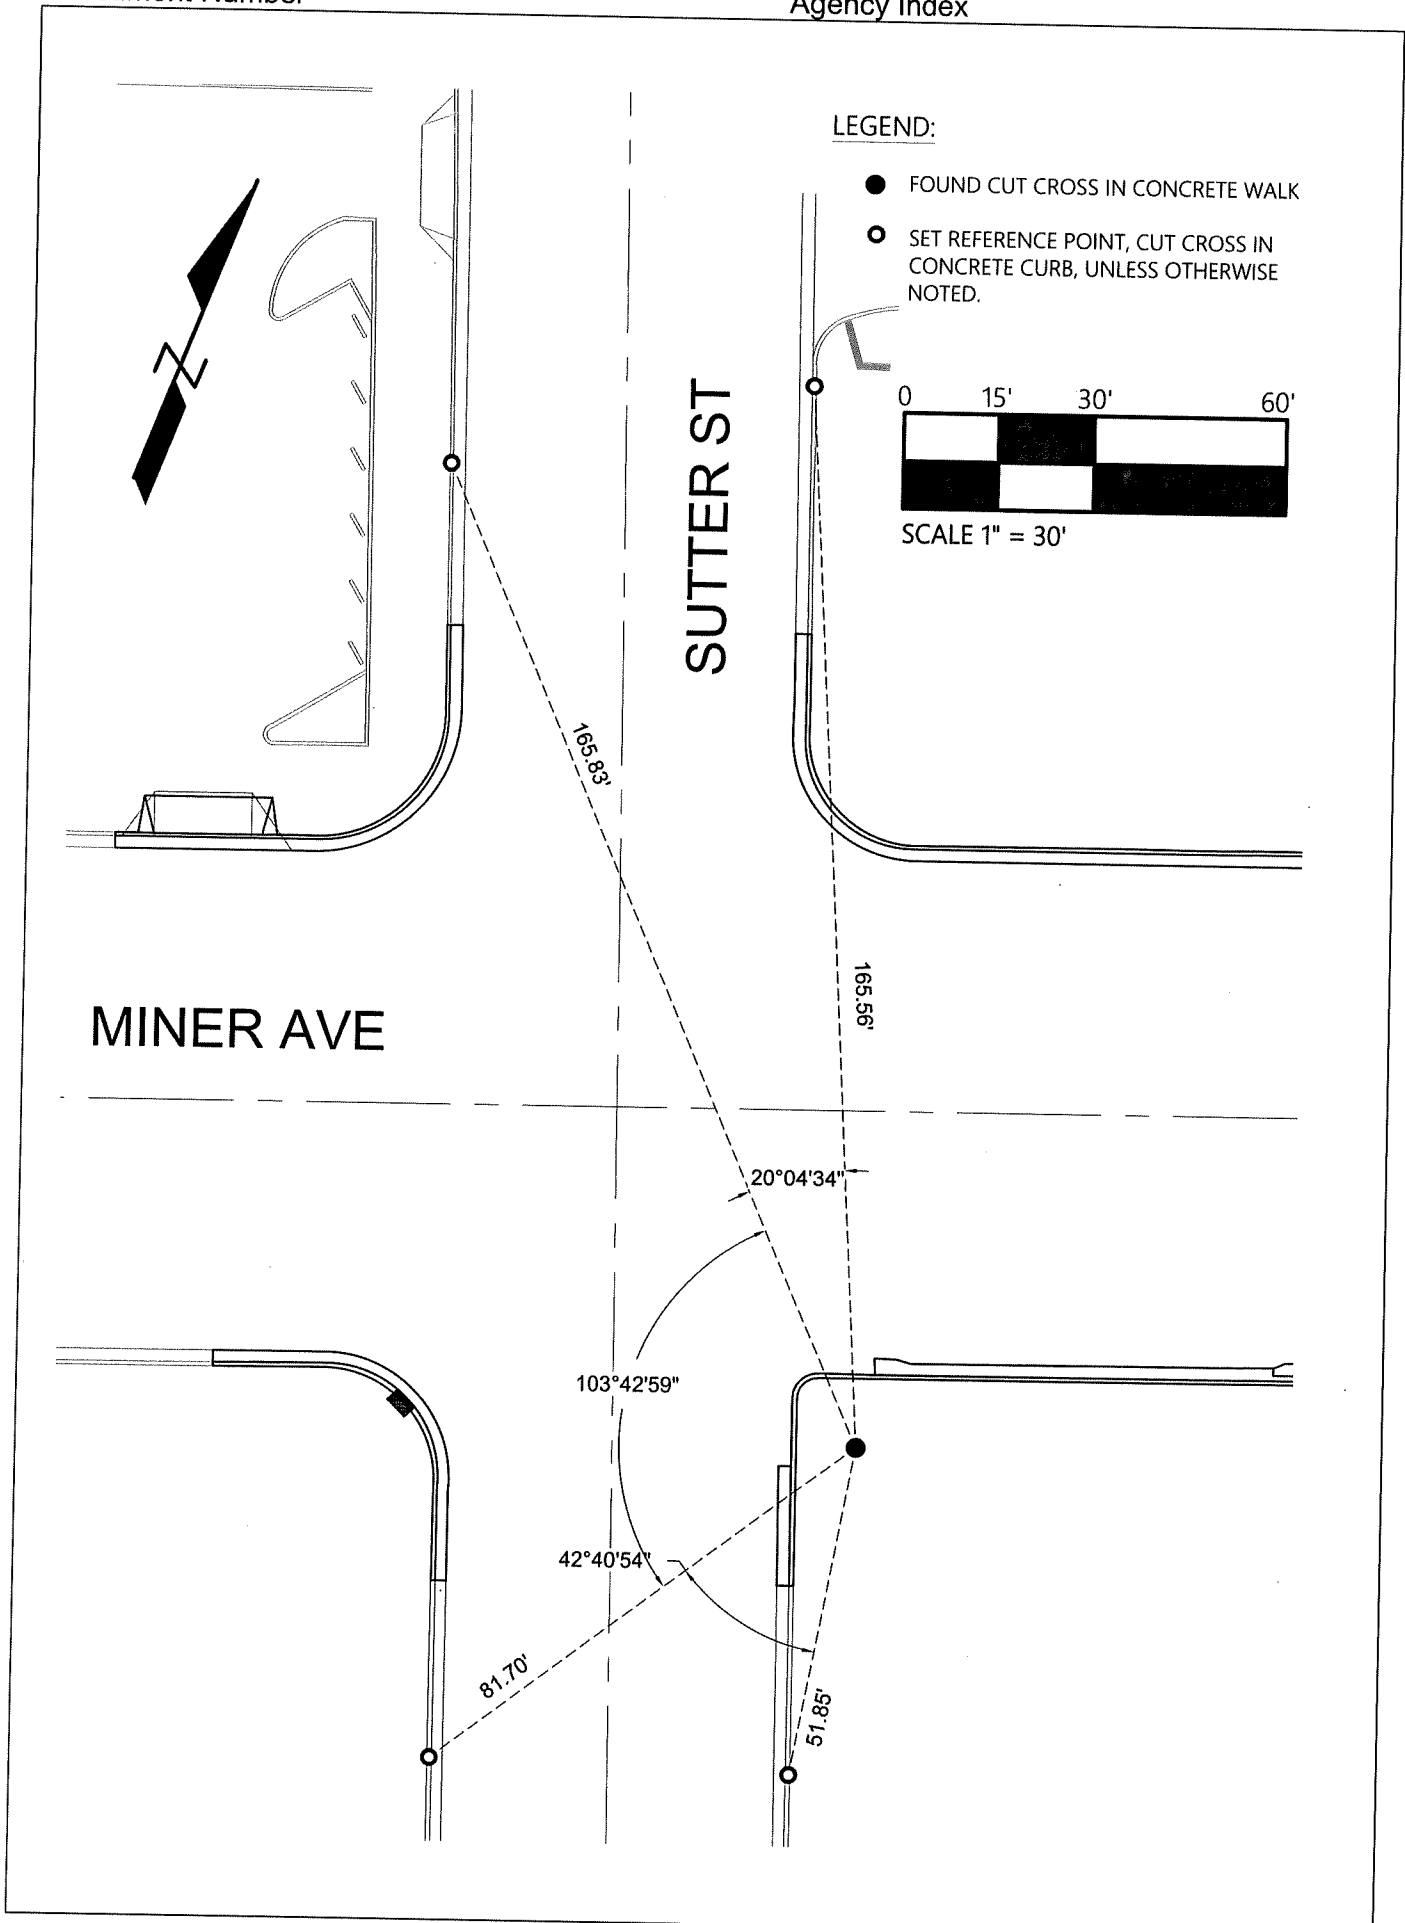 Number
Agency Index
LEGEND:
FOUND CUT CROSS IN CONCRETE WALK
SET REFERENCE POINT, CUT CROSS IN
CONCRETE CURB, UNLESS OTHERWISE
NOTED.
0 15' 30' 60'
SCALE 1" = 30'
SUTTER ST
165.83'
165.56'
MINER AVE
20°04'34"
103°42'59"
42°40'54"
81.70'
51.85'
N